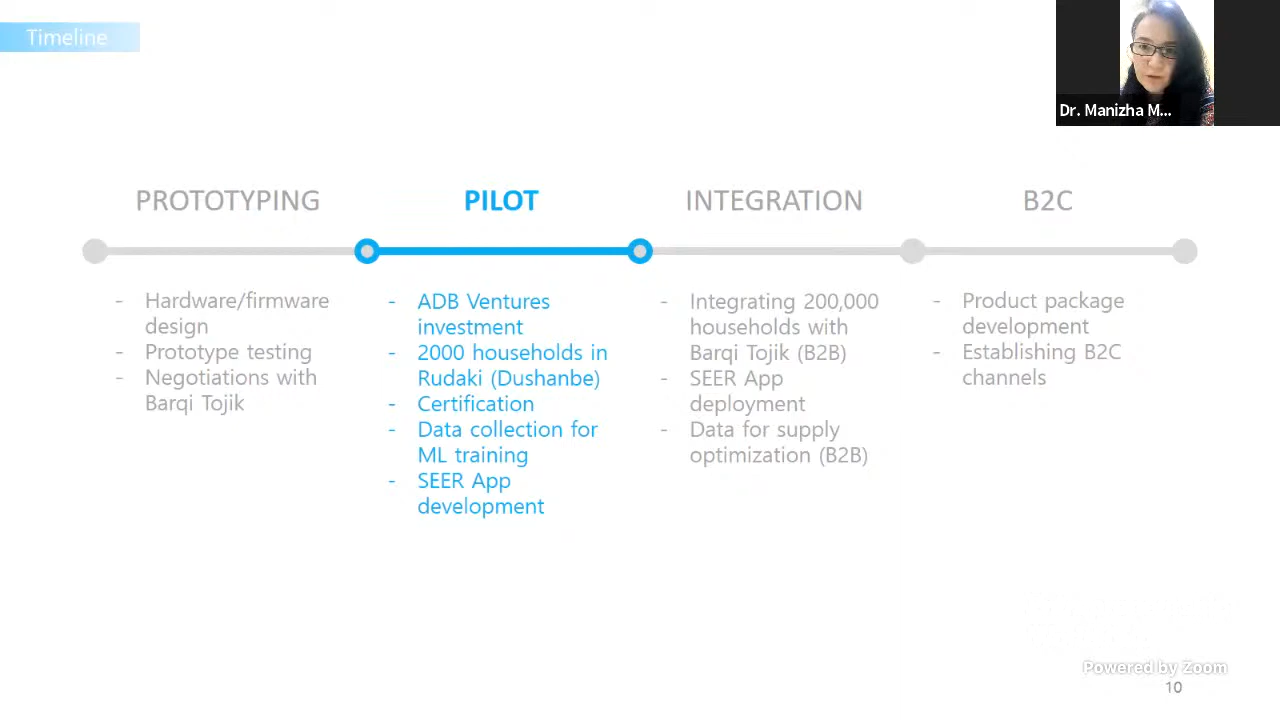 Timeline
Dr. Manizha M...
PROTOTYPING
PILOT
INTEGRATION
B2C
- Hardware/firmware
design
- Prototype testing
- Negotiations with
Barqi Tojik
- ADB Ventures
investment
- 2000 households in
Rudaki (Dushanbe)
- Certification
- Data collection for
ML training
- SEER App
development
- Integrating 200,000
households with
Barqi Tojik (B2B)
- SEER App
deployment
- Data for supply
optimization (B2B)
- Product package
development
- Establishing B2C
channels
Powered by Zoom
10